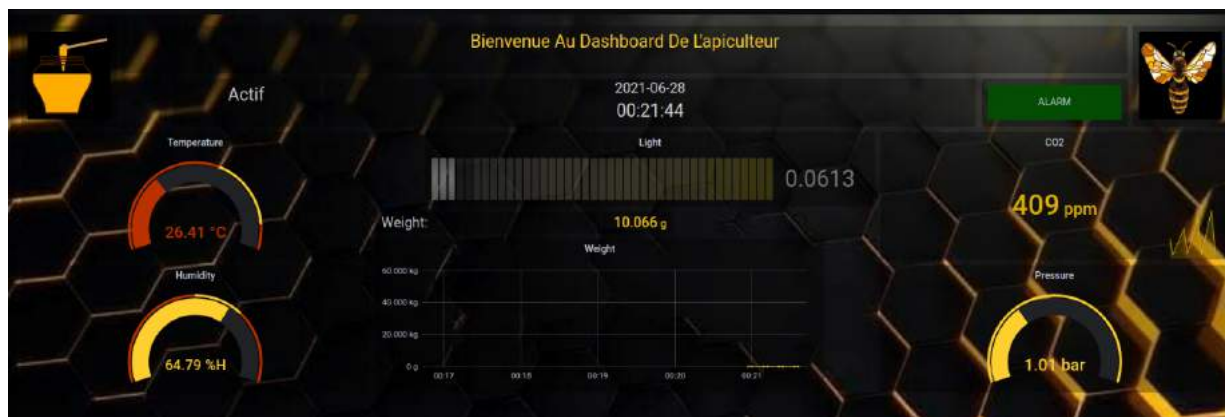 Bienvenue Au Dashboard De L'apiculteur
Actif
2021-06-28
00:21:44
ALARM
Temperature
26.41 °C
Light
0.0613
CO2
409 ppm
Weight:
10.066 g
Weight
60.000 kg
40.000 kg
20.000 kg
0 g
00:17
00:18
00:19
00:20
00:21
Humidity
64.79 %H
Pressure
1.01 bar